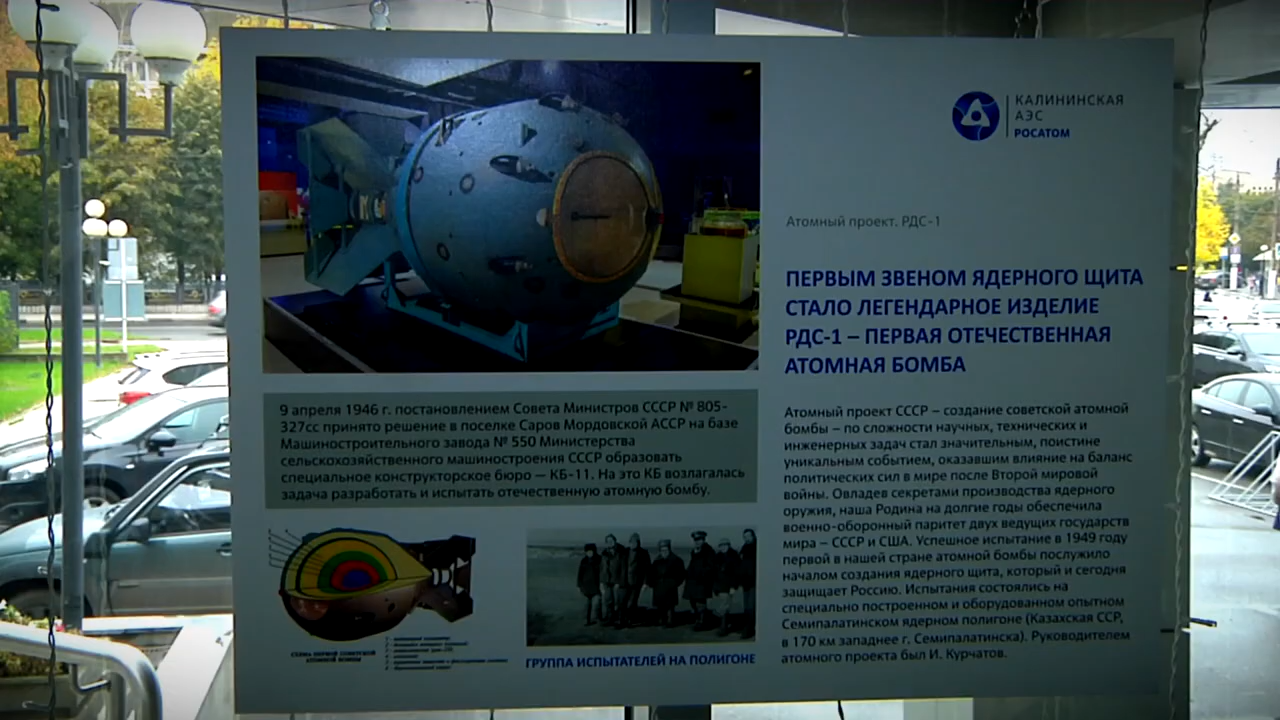 КАЛИНИНСКАЯ
АЭС
РОСАТОМ
Атомный проект. РДС-1
ПЕРВЫМ ЗВЕНОМ ЯДЕРНОГО ЩИТА
СТАЛО ЛЕГЕНДАРНОЕ ИЗДЕЛИЕ
РДС-1 – ПЕРВАЯ ОТЕЧЕСТВЕННАЯ
АТОМНАЯ БОМБА
9 апреля 1946 г. постановлением Совета Министров СССР № 805-
327сс принято решение в поселке Саров Мордовской АССР на базе
Машиностроительного завода № 550 Министерства
сельскохозяйственного машиностроения СССР образовать
специальное конструкторское бюро — КБ-11. На это КБ возлагалась
задача разработать и испытать отечественную атомную бомбу.
Атомный проект СССР – создание советской атомной
бомбы – по сложности научных, технических и
инженерных задач стал значительным, поистине
уникальным событием, оказавшим влияние на баланс
политических сил в мире после Второй мировой
войны. Овладев секретами производства ядерного
оружия, наша Родина на долгие годы обеспечила
военно-оборонный паритет двух ведущих государств
мира – СССР и США. Успешное испытание в 1949 году
первой в нашей стране атомной бомбы послужило
началом создания ядерного щита, который и сегодня
защищает Россию. Испытания состоялись на
специально построенном и оборудованном опытном
Семипалатинском ядерном полигоне (Казахская ССР,
в 170 км западнее г. Семипалатинска). Руководителем
атомного проекта был И. Курчатов.
СХЕМА ПЕРВОЙ СОВЕТСКОЙ
АТОМНОЙ БОМБЫ
ГРУППА ИСПЫТАТЕЛЕЙ НА ПОЛИГОНЕ